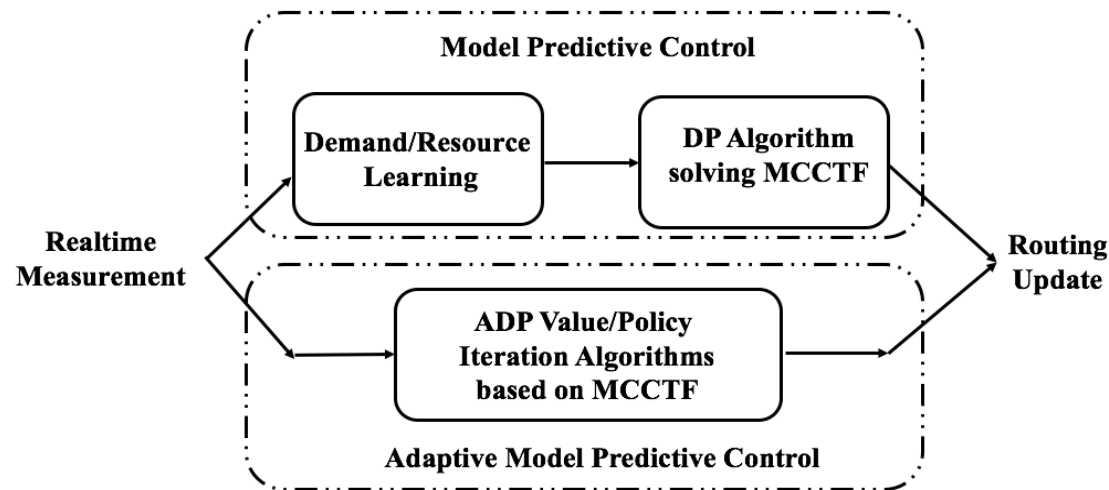 Model Predictive Control
Demand/Resource
Learning
DP Algorithm
solving MCCTF
Realtime
Measurement
Routing
Update
ADP Value/Policy
Iteration Algorithms
based on MCCTF
Adaptive Model Predictive Control